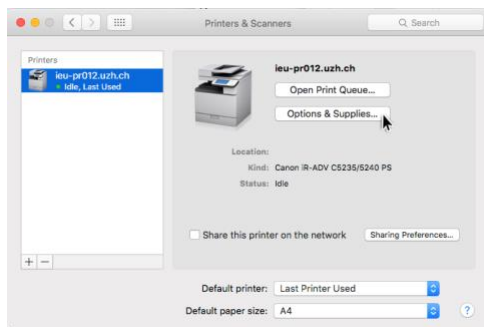 Printers & Scanners
Search
Printers
ieu-pr012.uzh.ch
Idle, Last Used
ieu-pr012.uzh.ch
Open Print Queue...
Options & Supplies...
Location:
Kind: Canon iR-ADV C5235/5240 PS
Status: Idle
Share this printer on the network
Sharing Preferences...
+ −
Default printer: Last Printer Used
Default paper size: A4
?